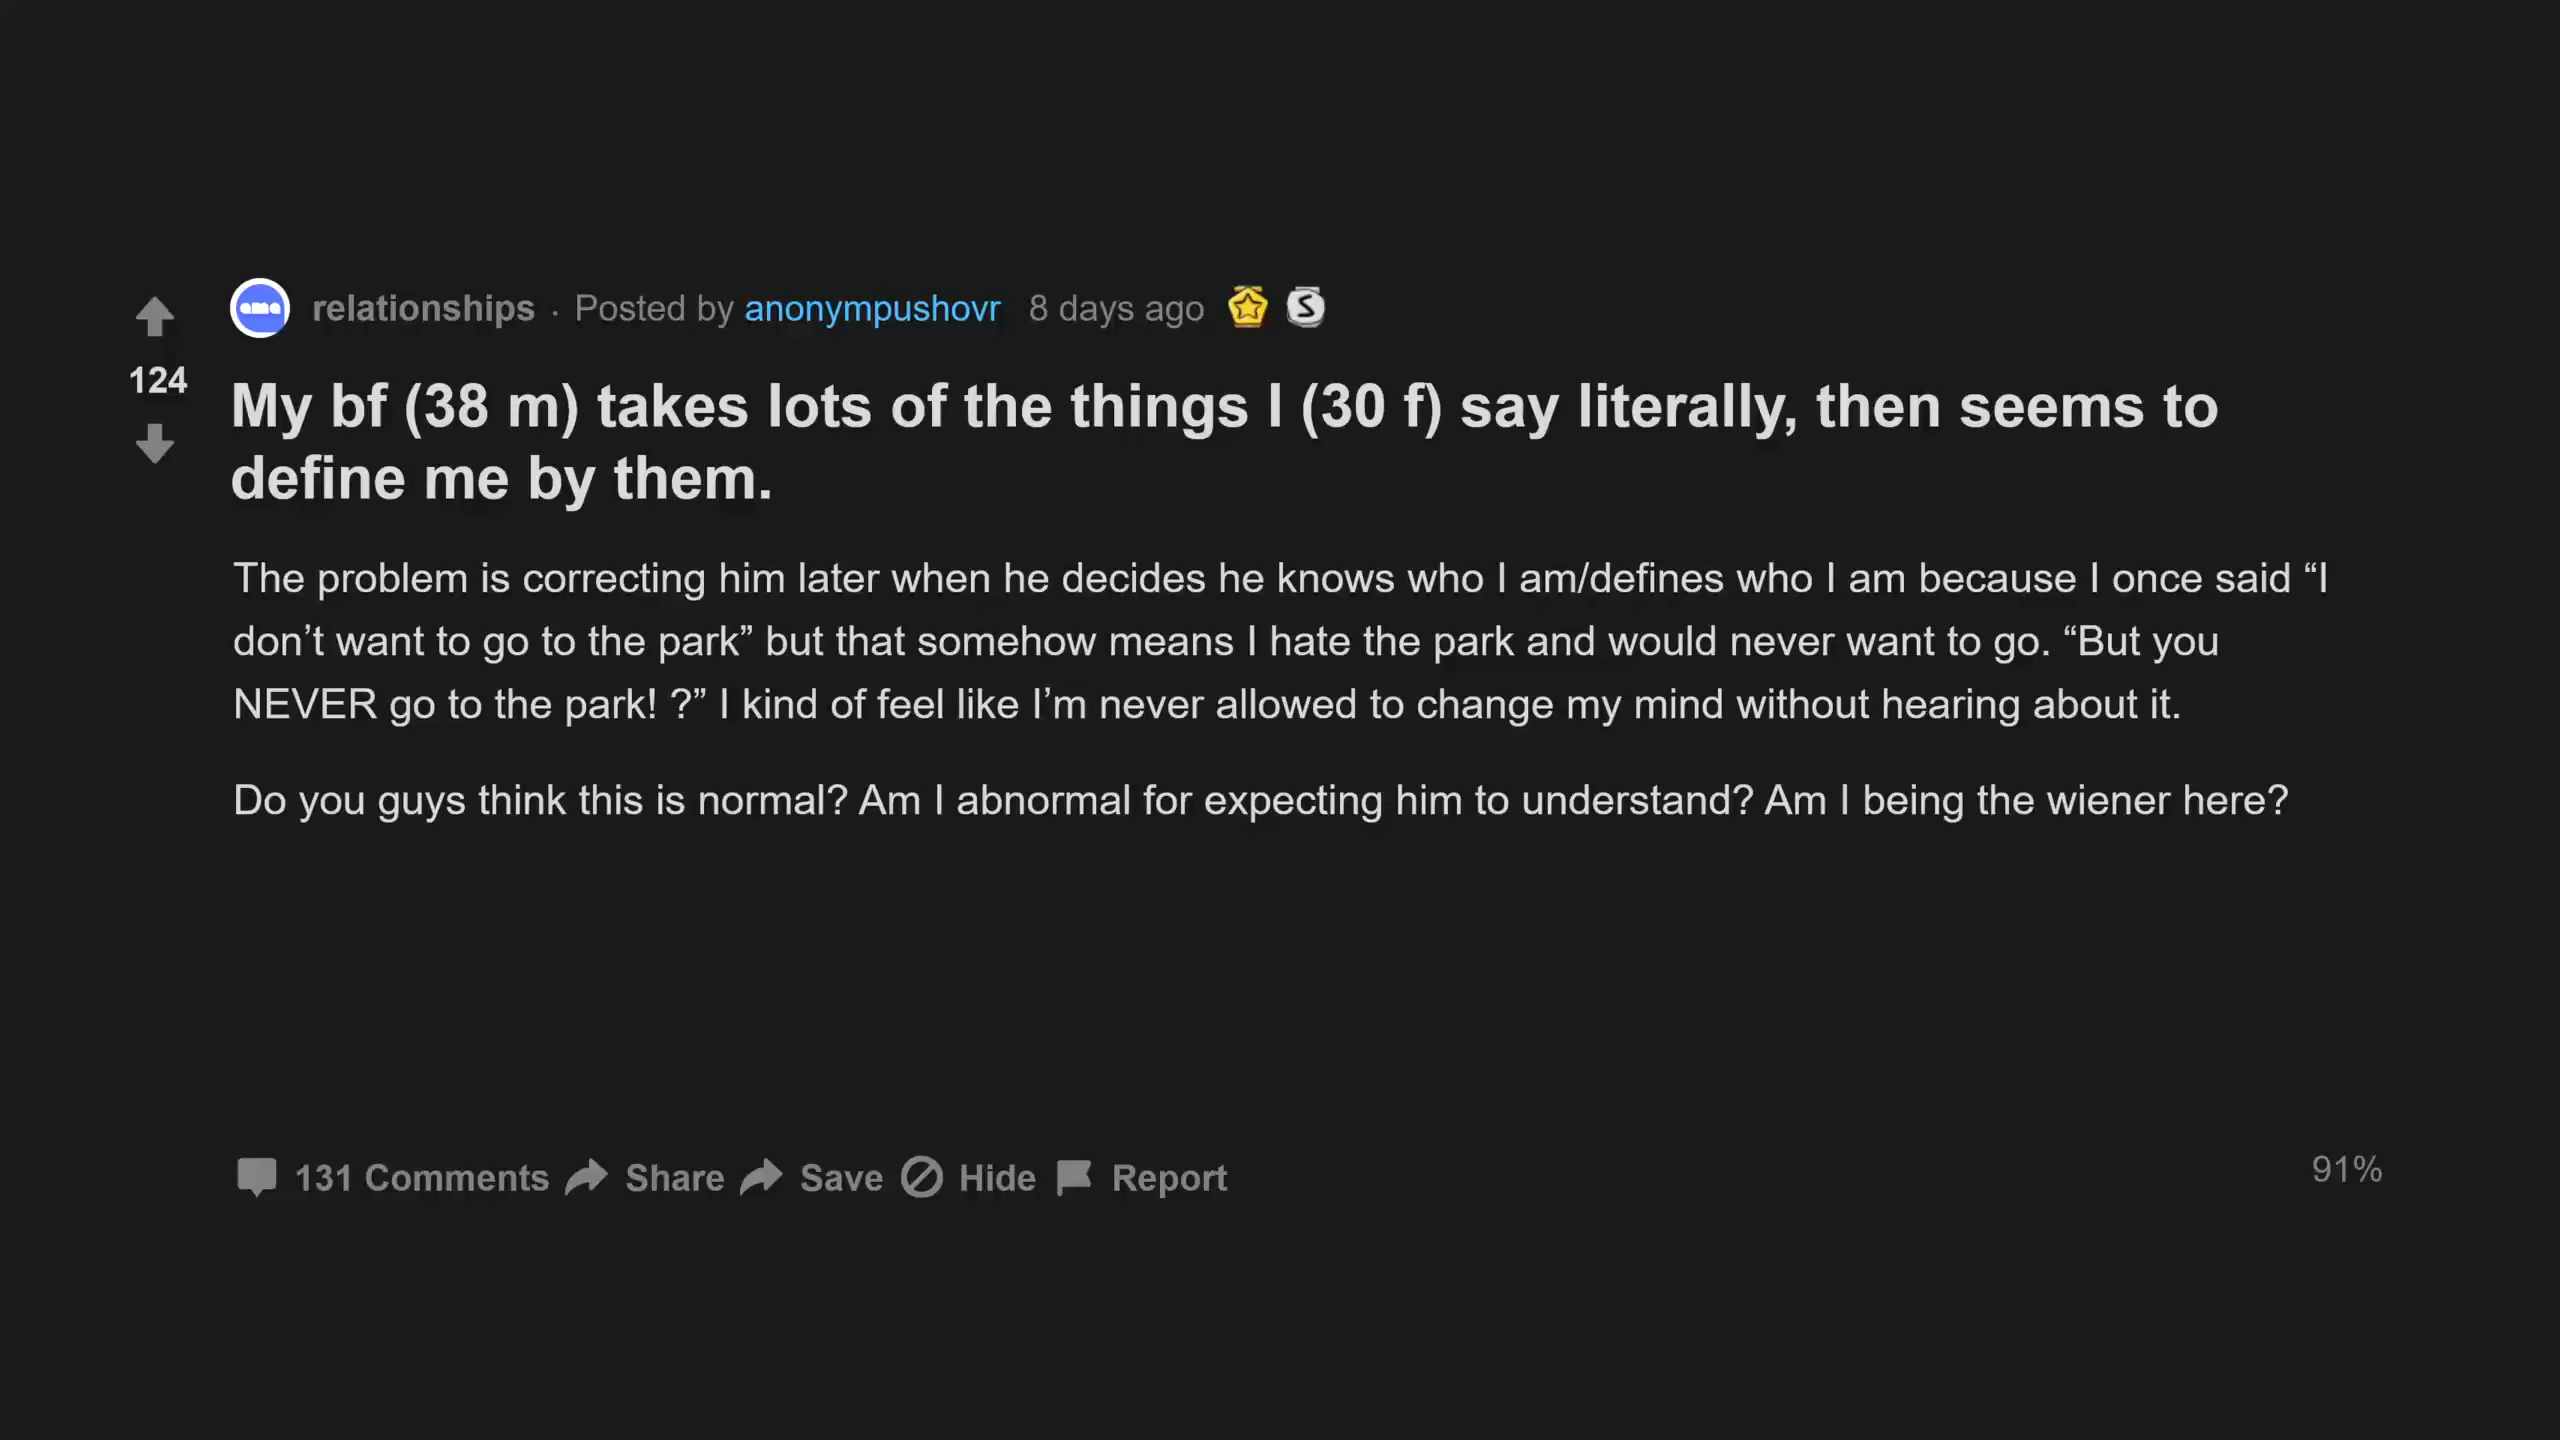 ama relationships · Posted by anonympushovr 8 days ago S
124
My bf (38 m) takes lots of the things I (30 f) say literally, then seems to
define me by them.
The problem is correcting him later when he decides he knows who I am/defines who I am because I once said “I
don’t want to go to the park” but that somehow means I hate the park and would never want to go. “But you
NEVER go to the park! ?” I kind of feel like I’m never allowed to change my mind without hearing about it.
Do you guys think this is normal? Am I abnormal for expecting him to understand? Am I being the wiener here?
131 Comments Share Save Hide Report 91%